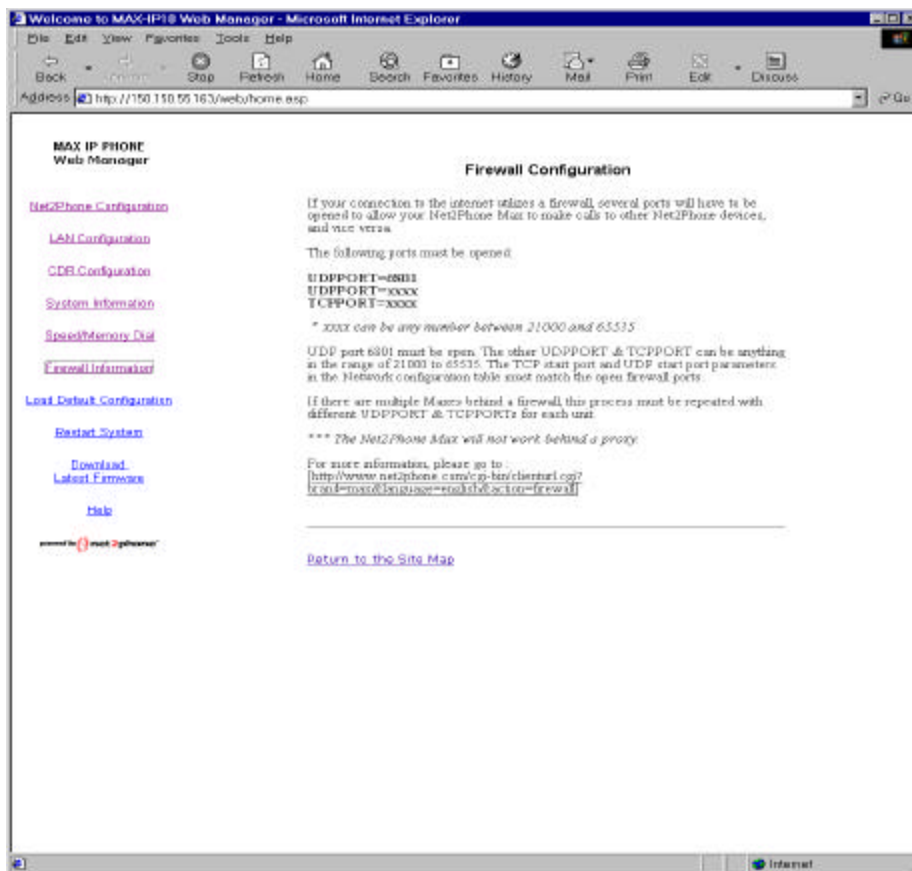 Welcome to MAX-IP10 Web Manager - Microsoft Internet Explorer
File Edit View Favorites Tools Help
Back Stop Refresh Home Search Favorites History Mail Print Edit Discuss
Address http://150.150.55.163/web/home.asp Go
MAX IP PHONE
Web Manager
Net2Phone Configuration
LAN Configuration
CDR Configuration
System Information
Speed/Memory Dial
Firewall Information
Load Default Configuration
Restart System
Download
Latest Firmware
Help
powered by net2phone
Firewall Configuration
If your connection to the internet utilizes a firewall, several ports will have to be
opened to allow your Net2Phone Max to make calls to other Net2Phone devices,
and vice versa.
The following ports must be opened:
UDPPORT=6801
UDPPORT=xxxx
TCPPORT=xxxx
* xxxx can be any number between 21000 and 65535
UDP port 6801 must be open. The other UDPPORT & TCPPORT can be anything
in the range of 21000 to 65535. The TCP start port and UDP start port parameters
in the Network configuration table must match the open firewall ports.
If there are multiple Maxes behind a firewall, this process must be repeated with
different UDPPORT & TCPPORTs for each unit.
*** The Net2Phone Max will not work behind a proxy.
For more information, please go to :
http://www.net2phone.com/cgi-bin/clienturl.cgi?
brand=max&language=english&action=firewall
Return to the Site Map
Internet